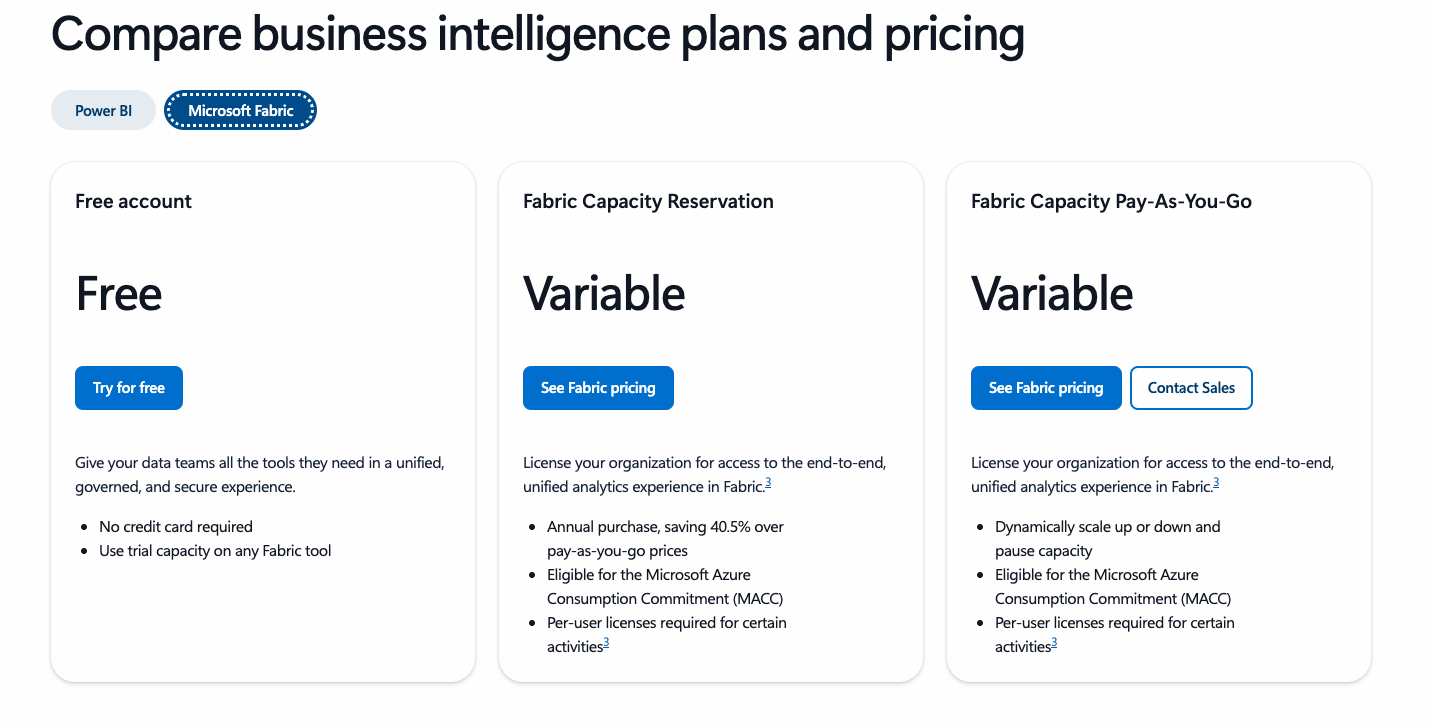 Compare business intelligence plans and pricing
Power BI
Microsoft Fabric
Free account
Free
Try for free
Give your data teams all the tools they need in a unified,
governed, and secure experience.
• No credit card required
• Use trial capacity on any Fabric tool
Fabric Capacity Reservation
Variable
See Fabric pricing
License your organization for access to the end-to-end,
unified analytics experience in Fabric.3
• Annual purchase, saving 40.5% over
pay-as-you-go prices
• Eligible for the Microsoft Azure
Consumption Commitment (MACC)
• Per-user licenses required for certain
activities3
Fabric Capacity Pay-As-You-Go
Variable
See Fabric pricing
Contact Sales
License your organization for access to the end-to-end,
unified analytics experience in Fabric.3
• Dynamically scale up or down and
pause capacity
• Eligible for the Microsoft Azure
Consumption Commitment (MACC)
• Per-user licenses required for certain
activities3